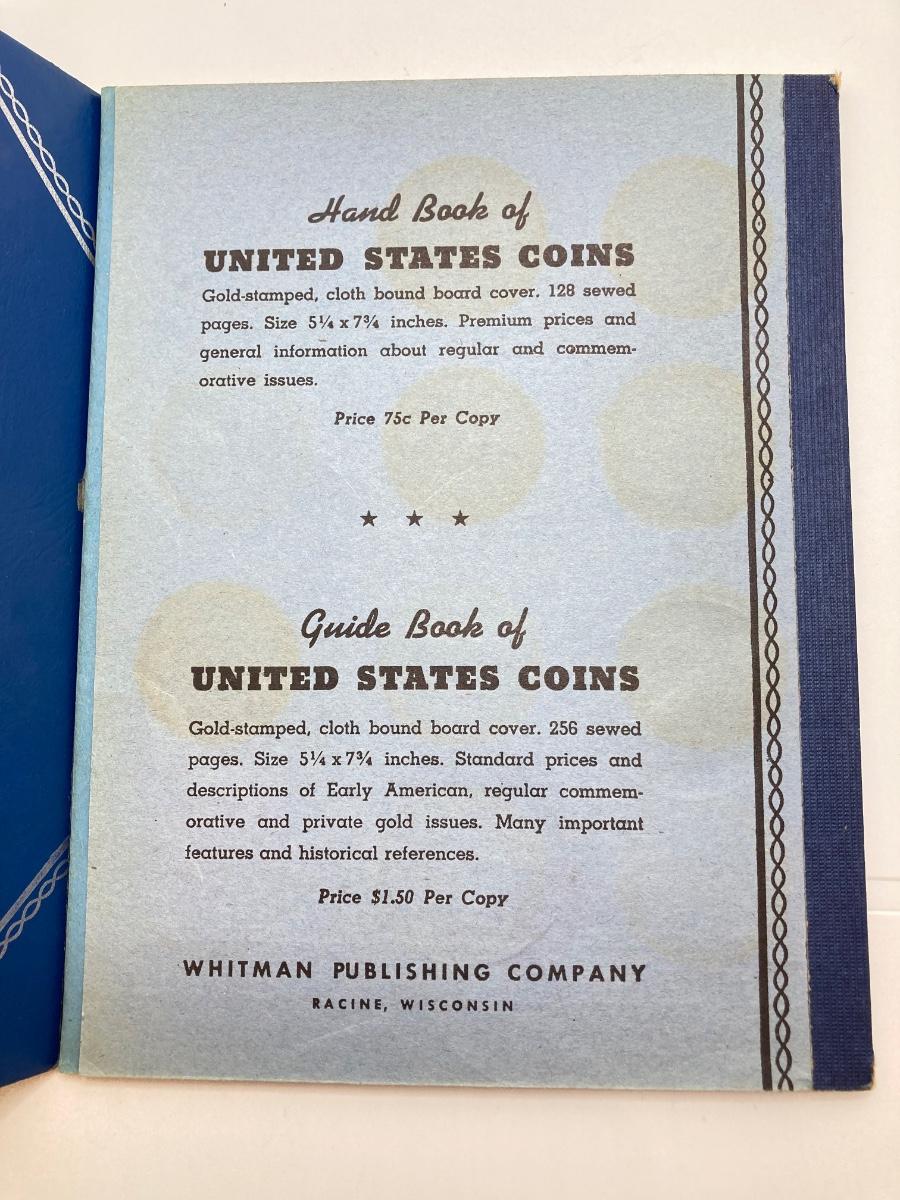 Hand Book of
UNITED STATES COINS
Gold-stamped, cloth bound board cover. 128 sewed
pages. Size 5¼ x 7¾ inches. Premium prices and
general information about regular and commem-
orative issues.
Price 75c Per Copy
★ ★ ★
Guide Book of
UNITED STATES COINS
Gold-stamped, cloth bound board cover. 256 sewed
pages. Size 5¼ x 7¾ inches. Standard prices and
descriptions of Early American, regular commem-
orative and private gold issues. Many important
features and historical references.
Price $1.50 Per Copy
WHITMAN PUBLISHING COMPANY
RACINE, WISCONSIN